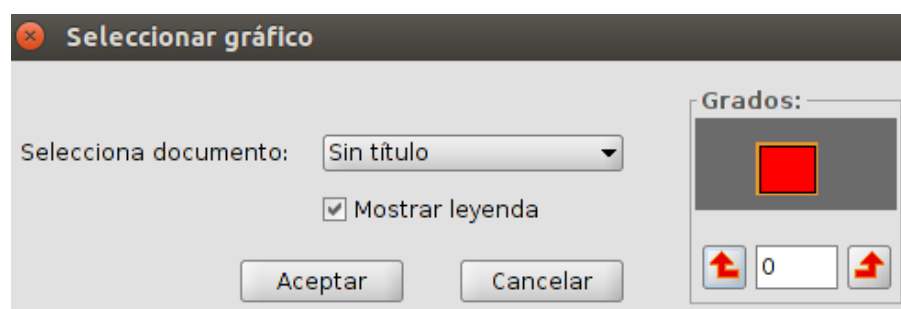 Seleccionar gráfico
Grados:
Selecciona documento: Sin título
Mostrar leyenda
0
Aceptar Cancelar